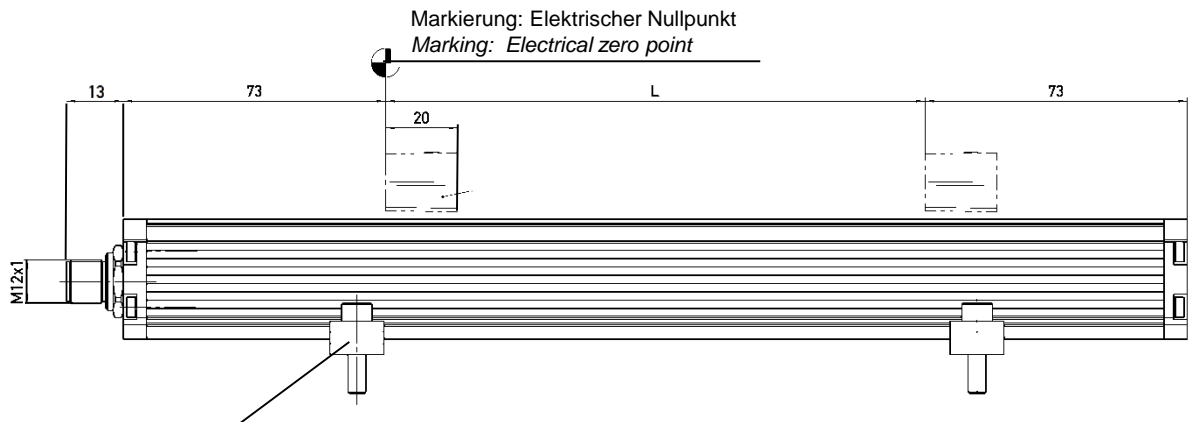 Markierung: Elektrischer Nullpunkt
Marking: Electrical zero point
13
73
L
73
20
M12x1